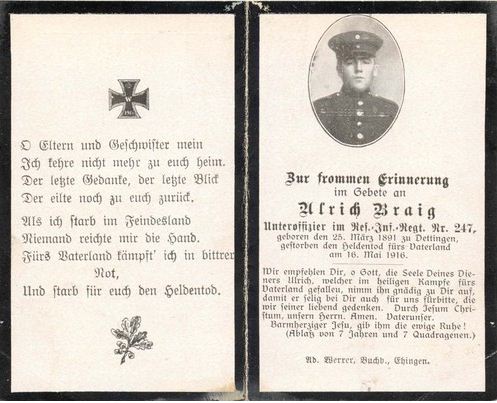 W
191
O Eltern und Geschwister mein
Ich kehre nicht mehr zu euch heim.
Der letzte Gedanke, der letzte Blick
Der eilte noch zu euch zurück.
Als ich starb im Feindesland
Niemand reichte mir die Hand.
Fürs Vaterland kämpft' ich in bittrer
Not,
Und starb für euch den Heldentod.
Zur frommen Erinnerung
im Gebete an
Ulrich Braig
Unteroffizier im Res.-Inf.-Regt. Nr. 247,
geboren den 25. März 1891 zu Dettingen,
gestorben den Heldentod fürs Vaterland
am 16. Mai 1916.
Wir empfehlen Dir, o Gott, die Seele Deines Die-
ners Ulrich, welcher im heiligen Kampfe fürs
Vaterland gefallen, nimm ihn gnädig zu Dir auf,
damit er selig bei Dir auch für uns fürbitte, die
wir seiner liebend gedenken. Durch Jesum Chri-
stum, unsern Herrn. Amen. Vaterunser.
Barmherziger Jesu, gib ihm die ewige Ruhe!
(Ablaß von 7 Jahren und 7 Quadragenen.)
Ad. Werrer, Buchh., Ehingen.